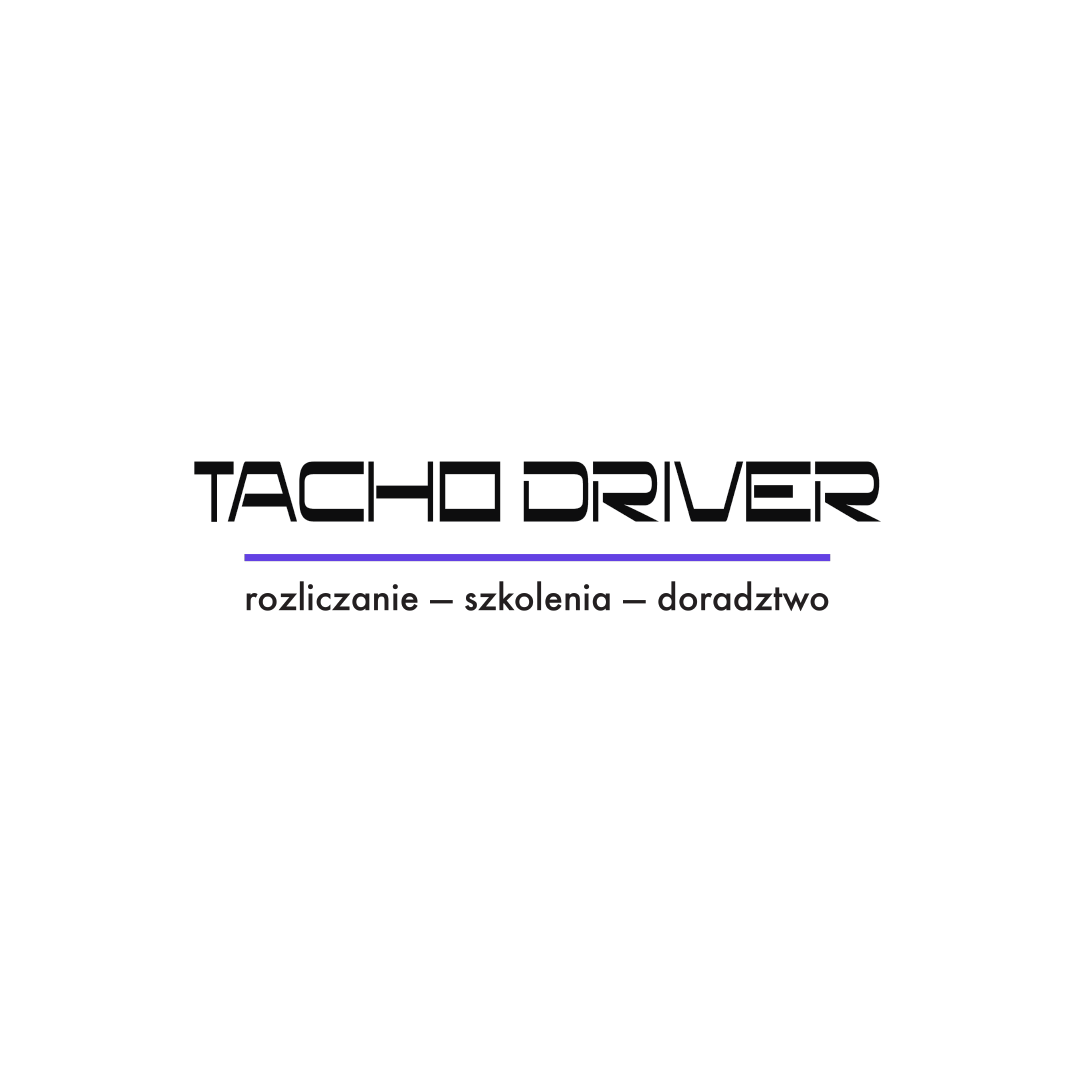 TACHO DRIVER
rozliczanie – szkolenia – doradztwo